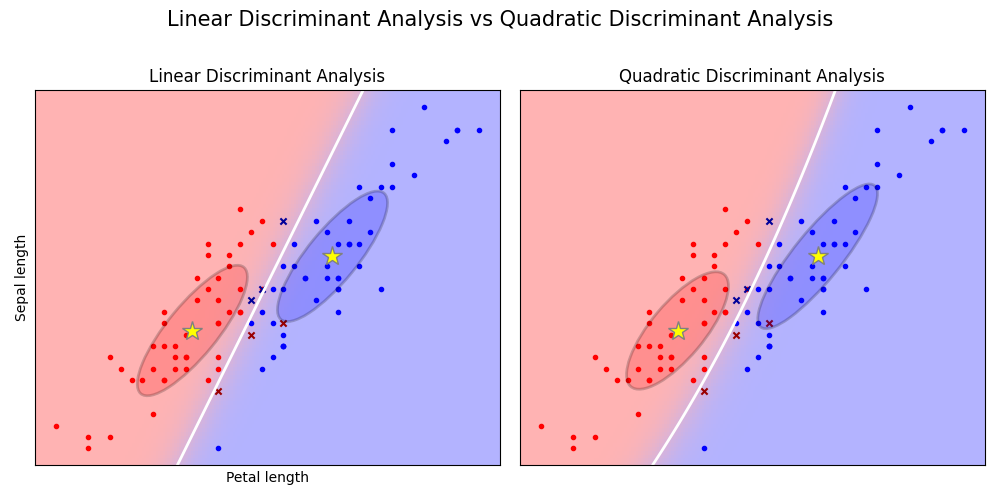 Linear Discriminant Analysis vs Quadratic Discriminant Analysis
Linear Discriminant Analysis
Quadratic Discriminant Analysis
Sepal length
Petal length